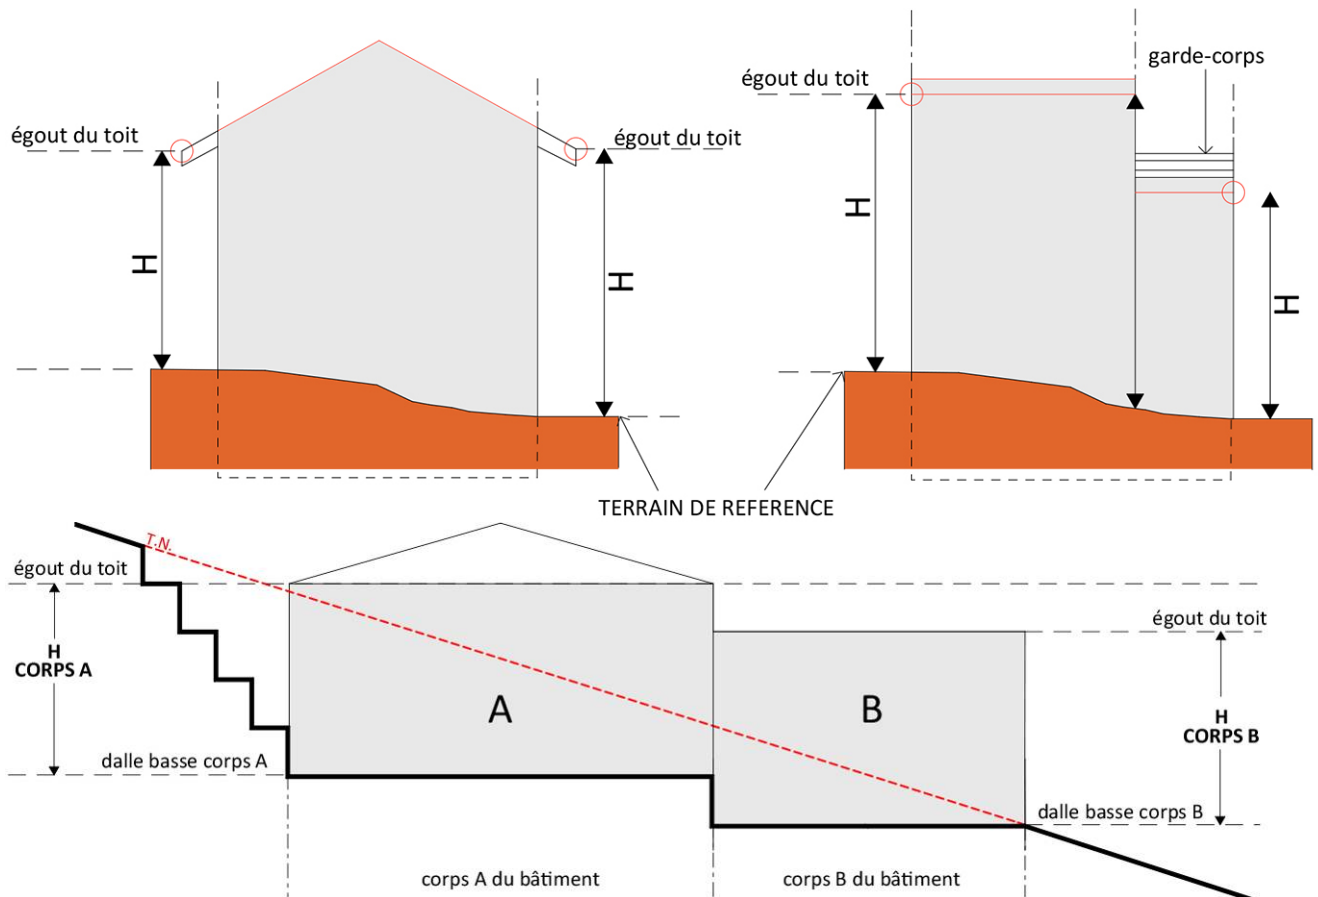 garde-corps
égout du toit
égout du toit
égout du toit
H
H
H
H
TERRAIN DE REFERENCE
T.N.
égout du toit
égout du toit
H
CORPS A
A
B
H
CORPS B
dalle basse corps A
dalle basse corps B
corps A du bâtiment
corps B du bâtiment